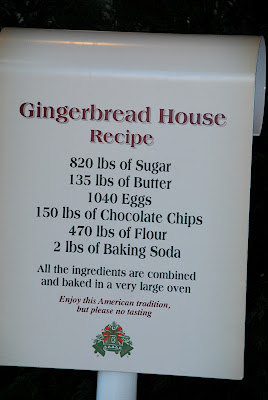 Gingerbread House
Recipe
820 lbs of Sugar
135 lbs of Butter
1040 Eggs
150 lbs of Chocolate Chips
470 lbs of Flour
2 lbs of Baking Soda
All the ingredients are combined
and baked in a very large oven
Enjoy this American tradition,
but please no tasting